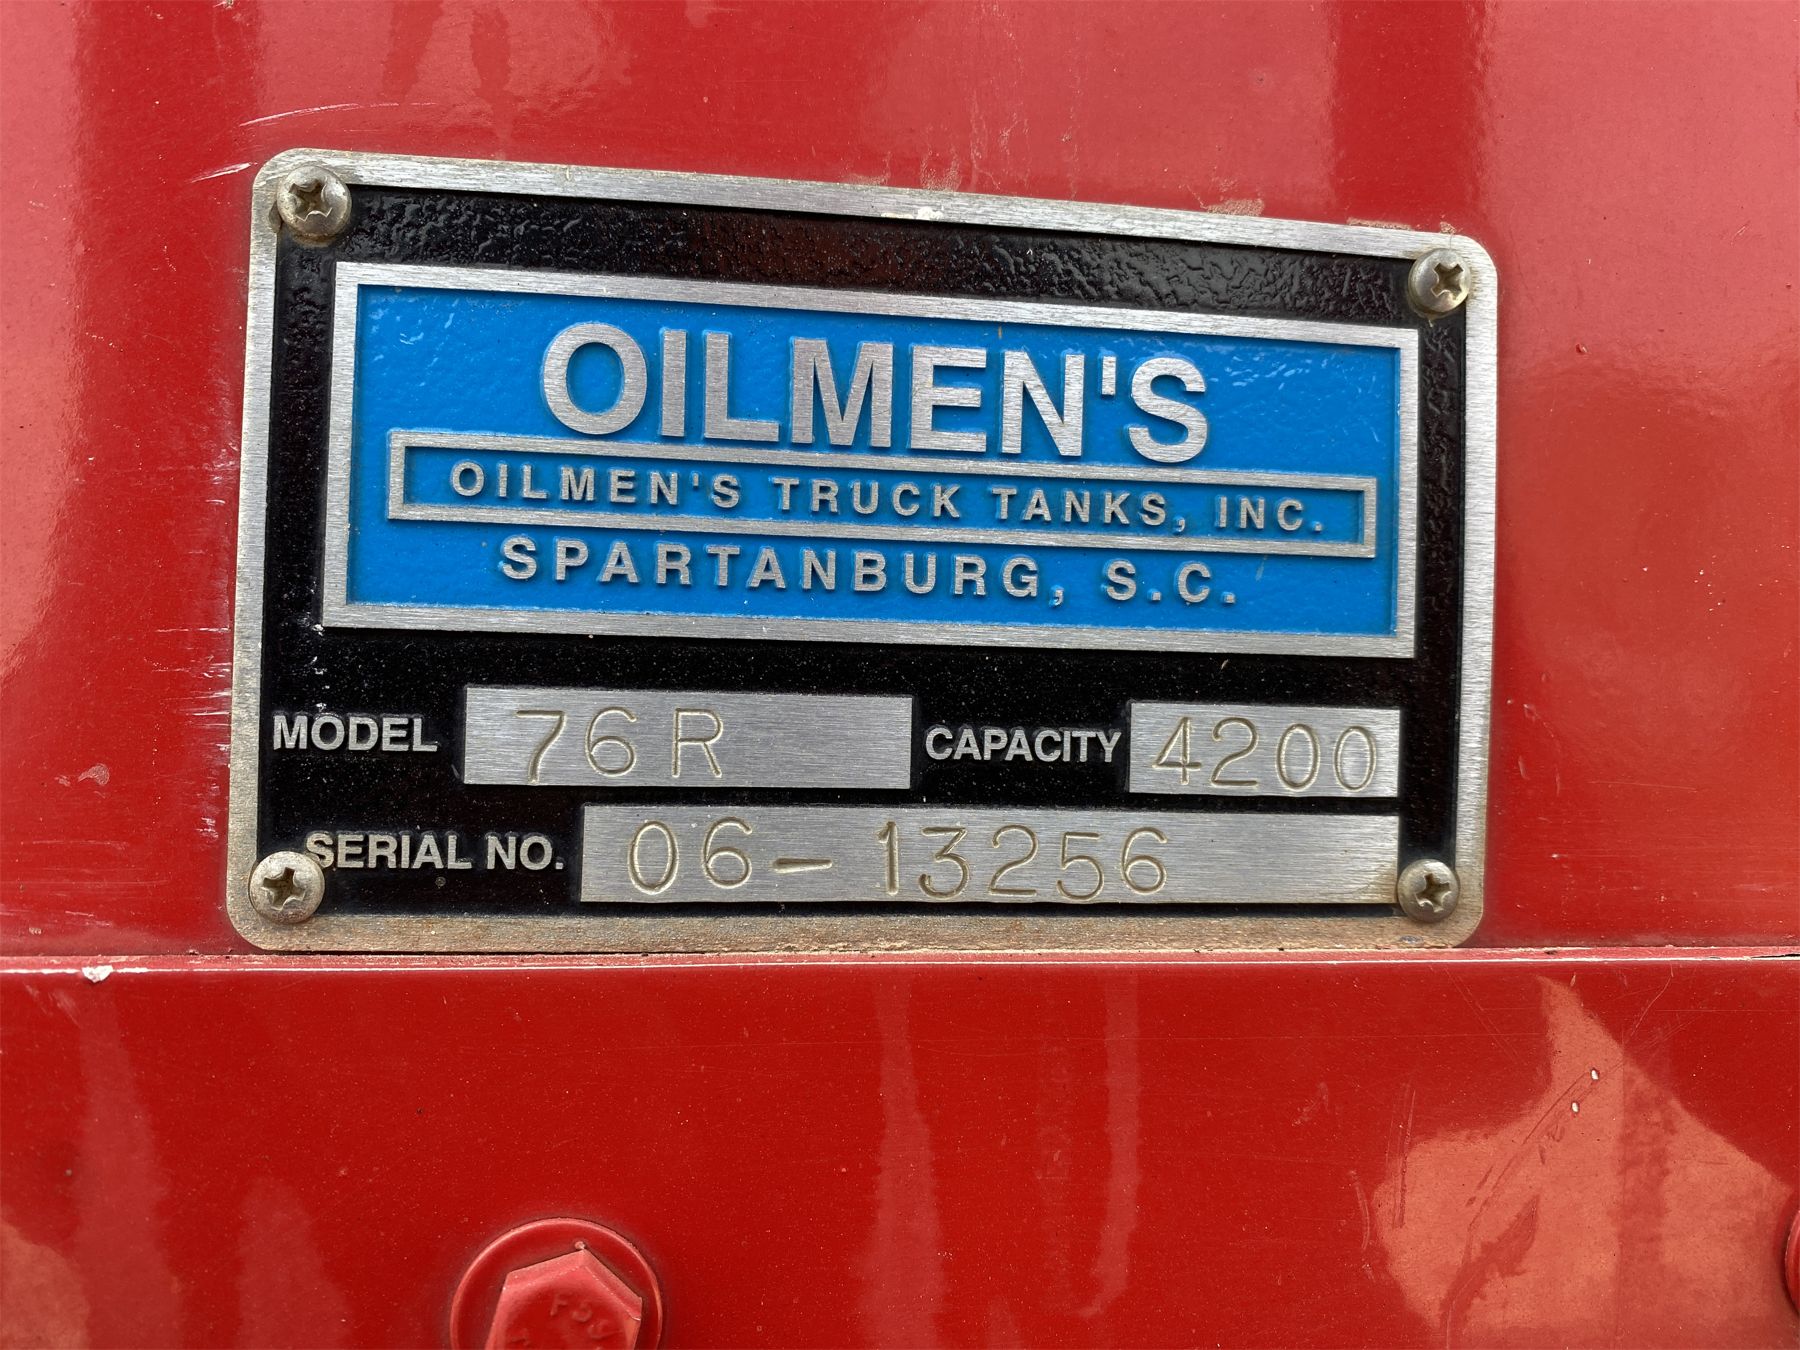 OILMEN'S
OILMEN'S TRUCK TANKS, INC.
SPARTANBURG, S.C.
MODEL 76R CAPACITY 4200
SERIAL NO. 06-13256